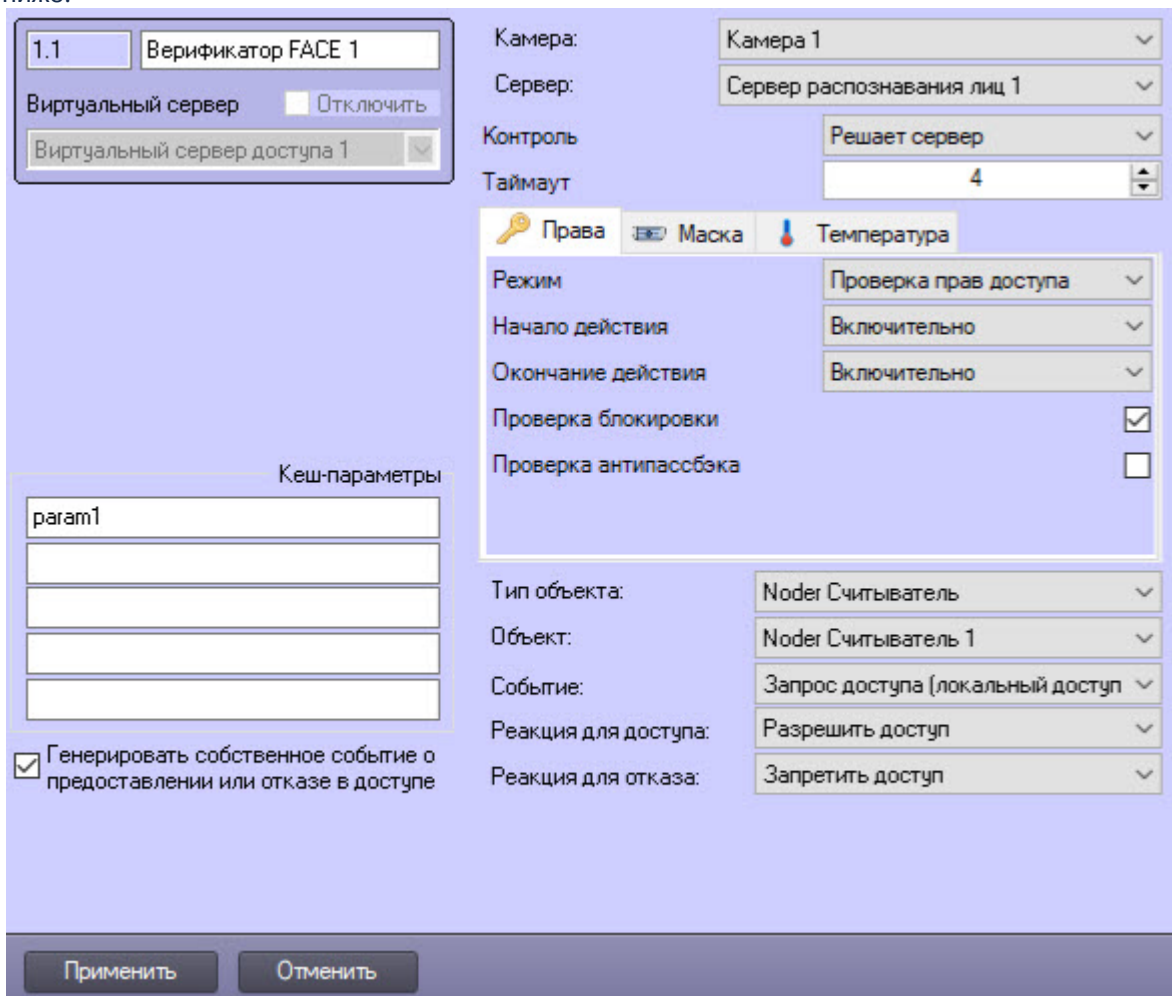 ниже.
1.1 Верификатор FACE 1
Виртуальный сервер Отключить
Виртуальный сервер доступа 1
Камера: Камера 1
Сервер: Сервер распознавания лиц 1
Контроль Решает сервер
Таймаут 4
Права Маска Температура
Режим Проверка прав доступа
Начало действия Включительно
Окончание действия Включительно
Проверка блокировки
Проверка антипассбэка
Кеш-параметры
param1
Генерировать собственное событие о
предоставлении или отказе в доступе
Тип объекта: Noder Считыватель
Объект: Noder Считыватель 1
Событие: Запрос доступа (локальный доступ
Реакция для доступа: Разрешить доступ
Реакция для отказа: Запретить доступ
Применить Отменить